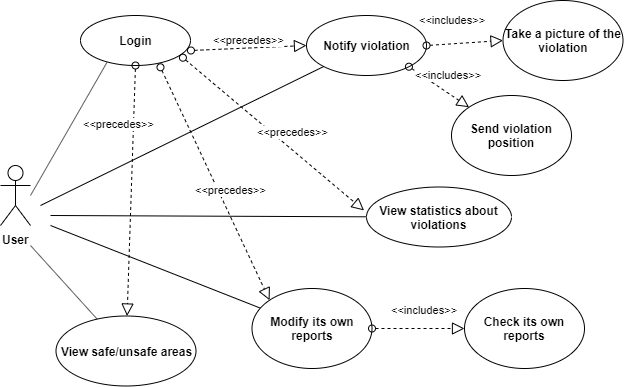 <<includes>>
Login
<<precedes>>
Notify violation
Take a picture of the
violation
<<includes>>
<<precedes>>
<<precedes>>
Send violation
position
<<precedes>>
View statistics about
violations
User
<<includes>>
Modify its own
reports
Check its own
reports
View safe/unsafe areas